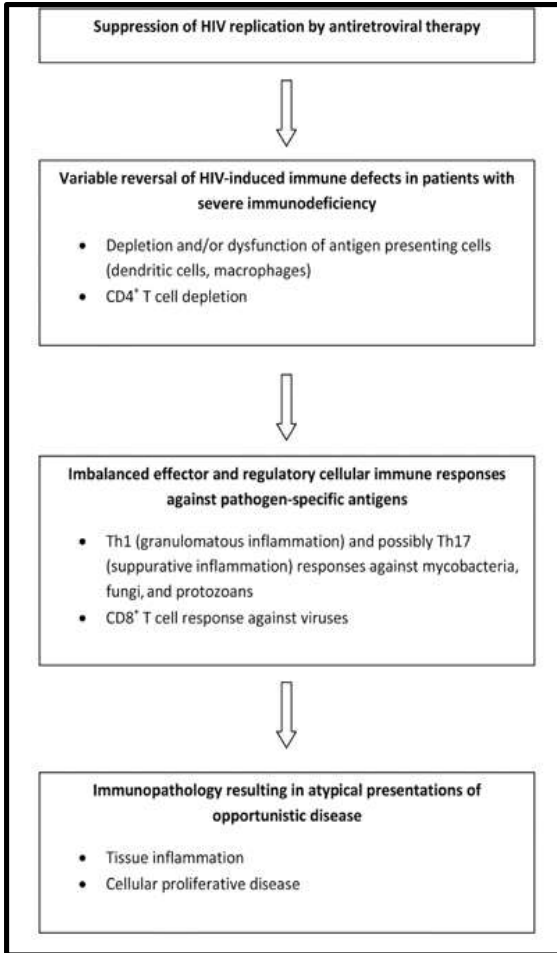 Suppression of HIV replication by antiretroviral therapy
Variable reversal of HIV-induced immune defects in patients with
severe immunodeficiency
• Depletion and/or dysfunction of antigen presenting cells
(dendritic cells, macrophages)
• CD4⁺ T cell depletion
Imbalanced effector and regulatory cellular immune responses
against pathogen-specific antigens
• Th1 (granulomatous inflammation) and possibly Th17
(suppurative inflammation) responses against mycobacteria,
fungi, and protozoans
• CD8⁺ T cell response against viruses
Immunopathology resulting in atypical presentations of
opportunistic disease
• Tissue inflammation
• Cellular proliferative disease